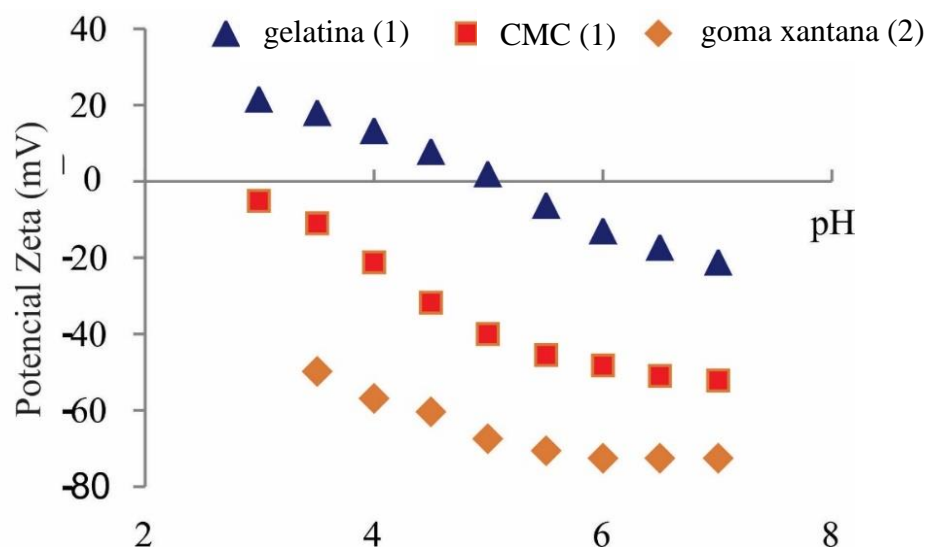 gelatina (1) CMC (1) goma xantana (2)
40
20
0
-20
-40
-60
-80
Potencial Zeta (mV)
pH
2 4 6 8